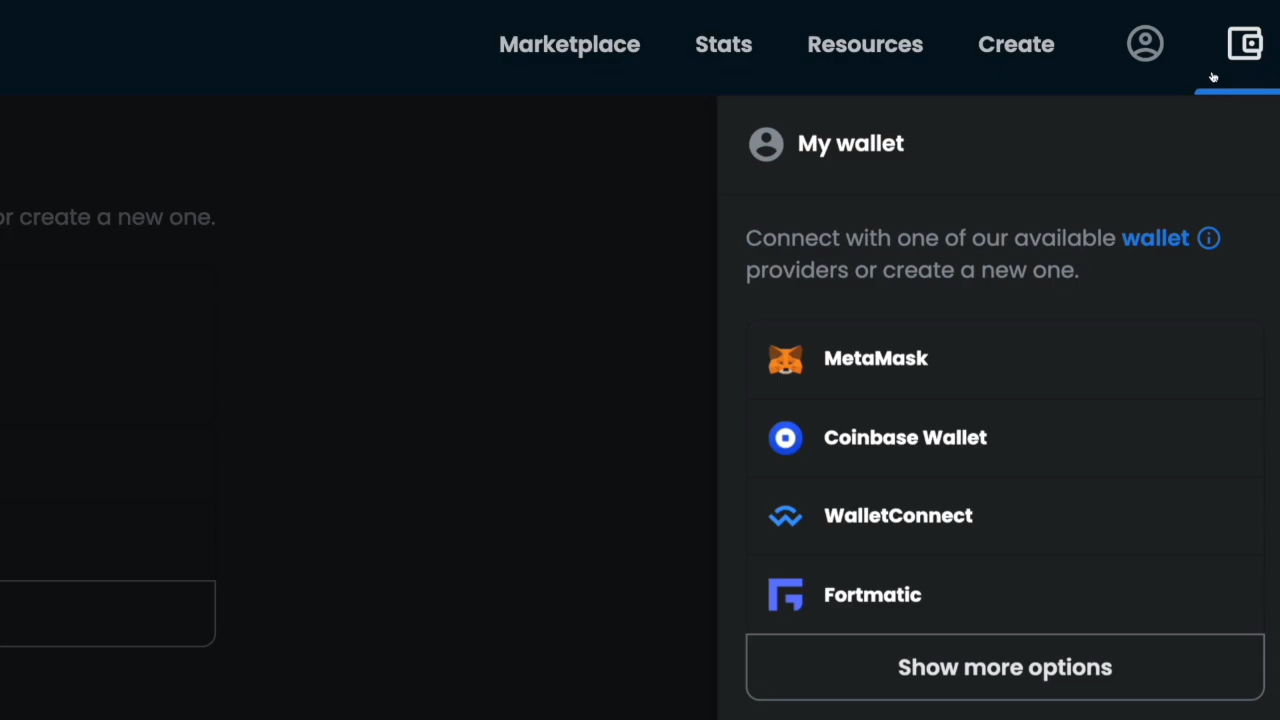 Marketplace Stats Resources Create
My wallet
or create a new one.
Connect with one of our available wallet
providers or create a new one.
MetaMask
Coinbase Wallet
WalletConnect
Fortmatic
Show more options